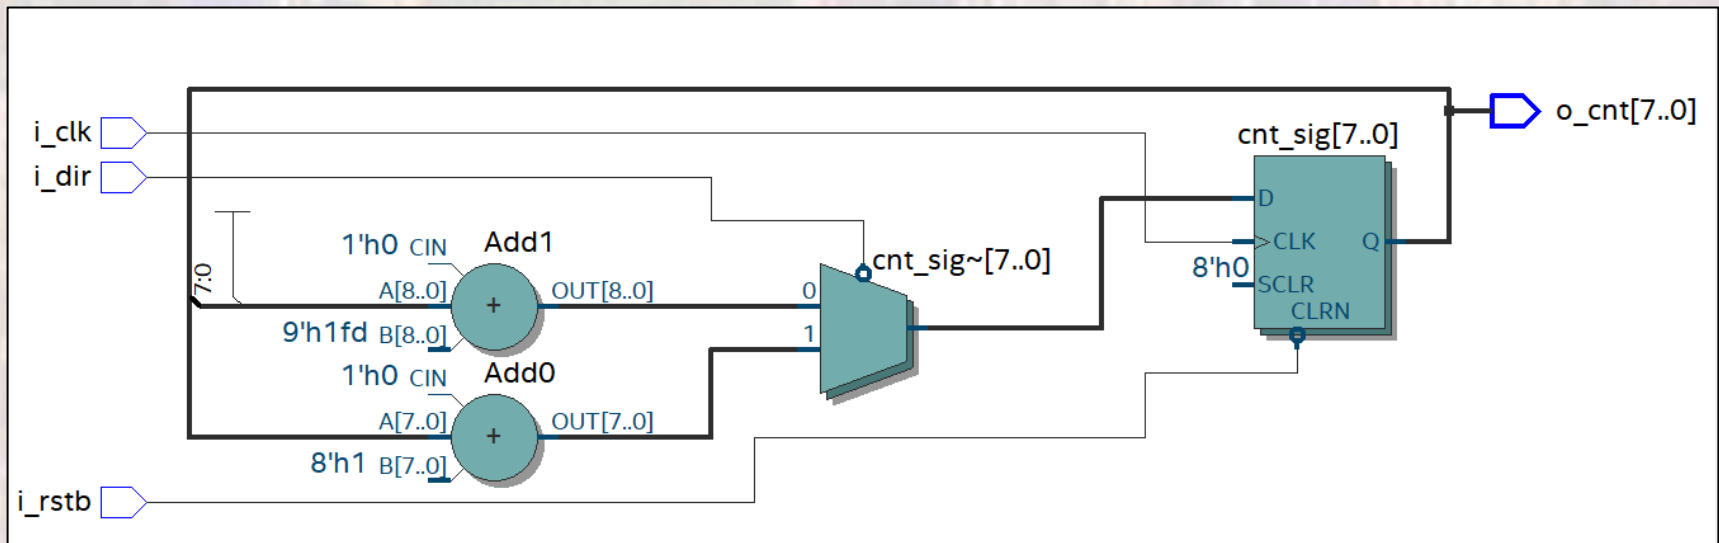 i_clk
i_dir
i_rstb
7:0
1'h0 CIN
Add1
A[8..0]
OUT[8..0]
9'h1fd B[8..0]
+
1'h0 CIN
Add0
A[7..0]
OUT[7..0]
8'h1 B[7..0]
+
cnt_sig~[7..0]
0
1
cnt_sig[7..0]
D
CLK
Q
8'h0
SCLR
CLRN
o_cnt[7..0]